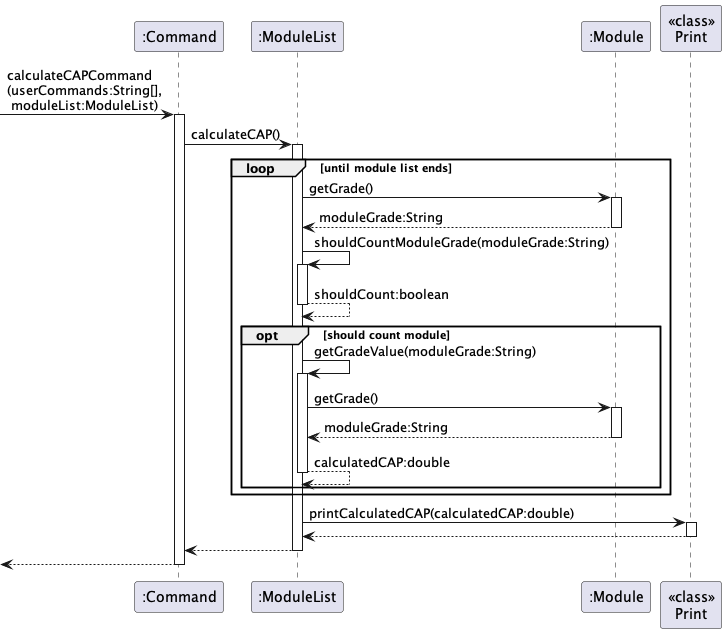 «class»
:Command
:ModuleList
:Module
Print
calculateCAPCommand
(userCommands:String[],
moduleList:ModuleList)
calculateCAP()
loop
[until module list ends]
getGrade()
moduleGrade:String
shouldCountModuleGrade(moduleGrade:String)
shouldCount:boolean
opt
[should count module]
getGradeValue(moduleGrade:String)
getGrade()
moduleGrade:String
calculatedCAP:double
printCalculatedCAP(calculatedCAP:double)
:Command
:ModuleList
:Module
«class»
Print